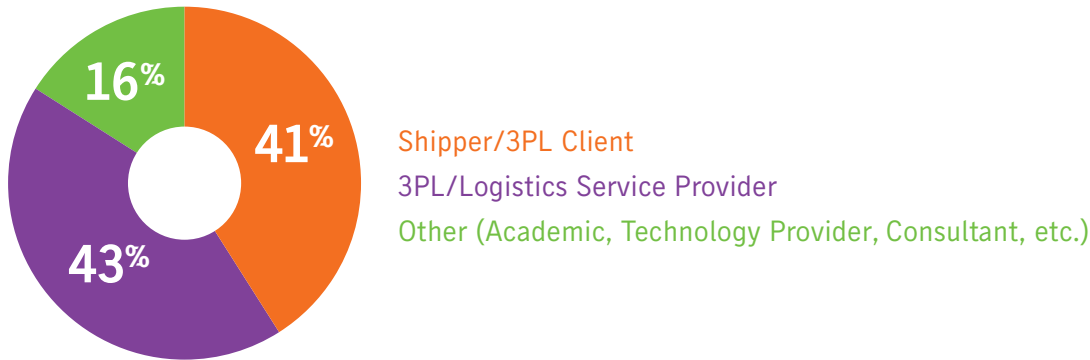 16%
41%
43%
Shipper/3PL Client
3PL/Logistics Service Provider
Other (Academic, Technology Provider, Consultant, etc.)